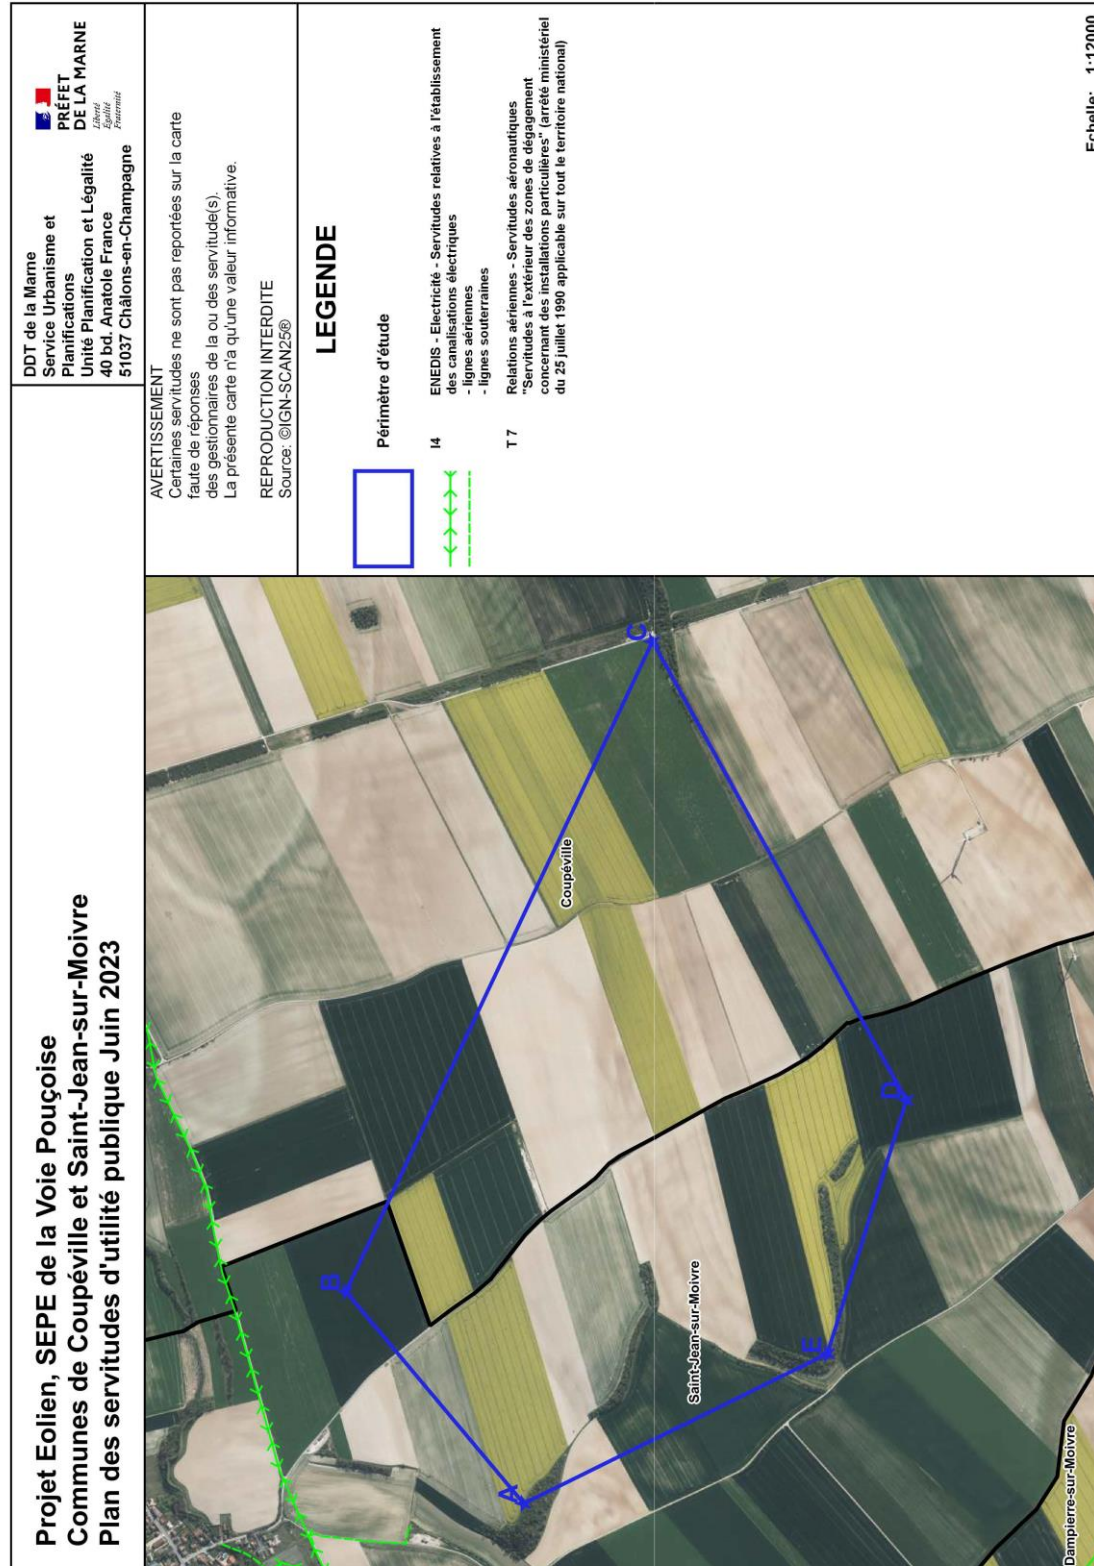 Projet Eolien, SEPE de la Voie Pouçoise
Communes de Coupéville et Saint-Jean-sur-Moivre
Plan des servitudes d'utilité publique Juin 2023
DDT de la Marne
Service Urbanisme et
Planifications
Unité Planification et Légalité
40 bd. Anatole France
51037 Châlons-en-Champagne
PRÉFET
DE LA MARNE
Liberté
Égalité
Fraternité
AVERTISSEMENT
Certaines servitudes ne sont pas reportées sur la carte
faute de réponses
des gestionnaires de la ou des servitude(s).
La présente carte n'a qu'une valeur informative.
REPRODUCTION INTERDITE
Source: ©IGN-SCAN25®
LEGENDE
Périmètre d'étude
I4
ENEDIS - Electricité - Servitudes relatives à l'établissement
des canalisations électriques
- lignes aériennes
- lignes souterraines
T 7
Relations aériennes - Servitudes aéronautiques
"Servitudes à l'extérieur des zones de dégagement
concernant des installations particulières" (arrêté ministériel
du 25 juillet 1990 applicable sur tout le territoire national)
Echelle: 1:12000
A
B
C
D
E
Coupéville
Saint-Jean-sur-Moivre
Dampierre-sur-Moivre